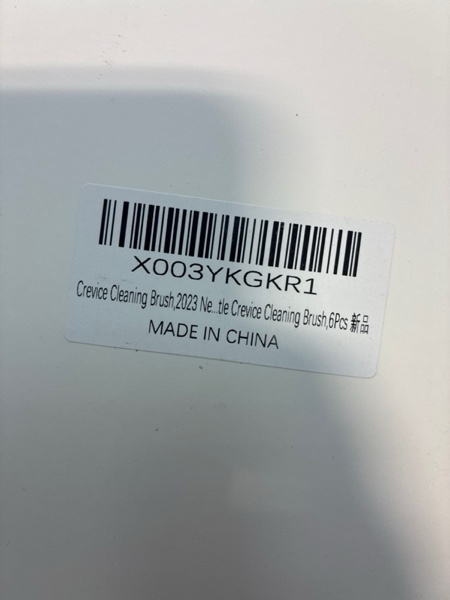 X003YKGKR1
Crevice Cleaning Brush,2023 Ne...tle Crevice Cleaning Brush,6Pcs 新品
MADE IN CHINA